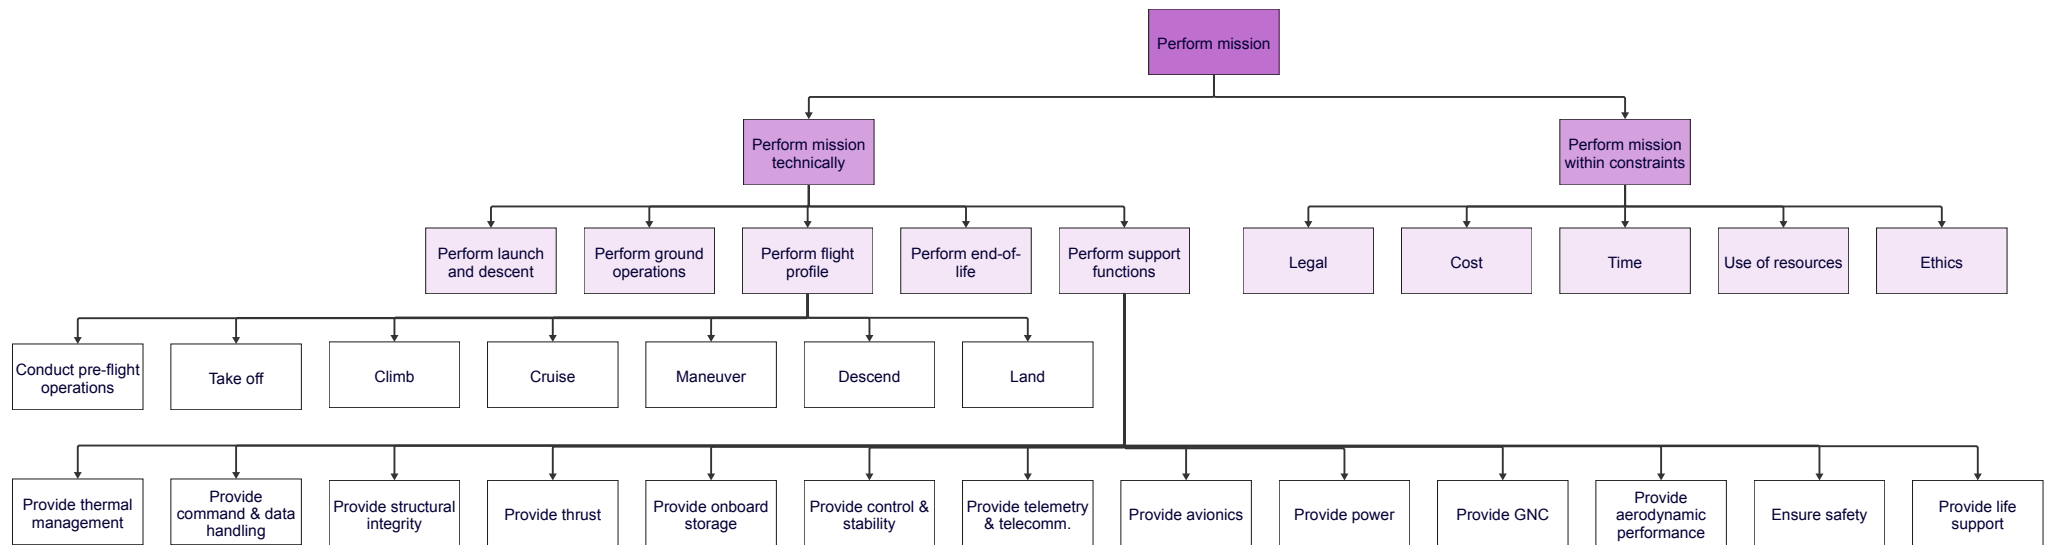 Perform mission
Perform mission
technically
Perform mission
within constraints
Perform launch
and descent
Perform ground
operations
Perform flight
profile
Perform end-of-
life
Perform support
functions
Legal
Cost
Time
Use of resources
Ethics
Conduct pre-flight
operations
Take off
Climb
Cruise
Maneuver
Descend
Land
Provide thermal
management
Provide
command & data
handling
Provide structural
integrity
Provide thrust
Provide onboard
storage
Provide control &
stability
Provide telemetry
& telecomm.
Provide avionics
Provide power
Provide GNC
Provide
aerodynamic
performance
Ensure safety
Provide life
support